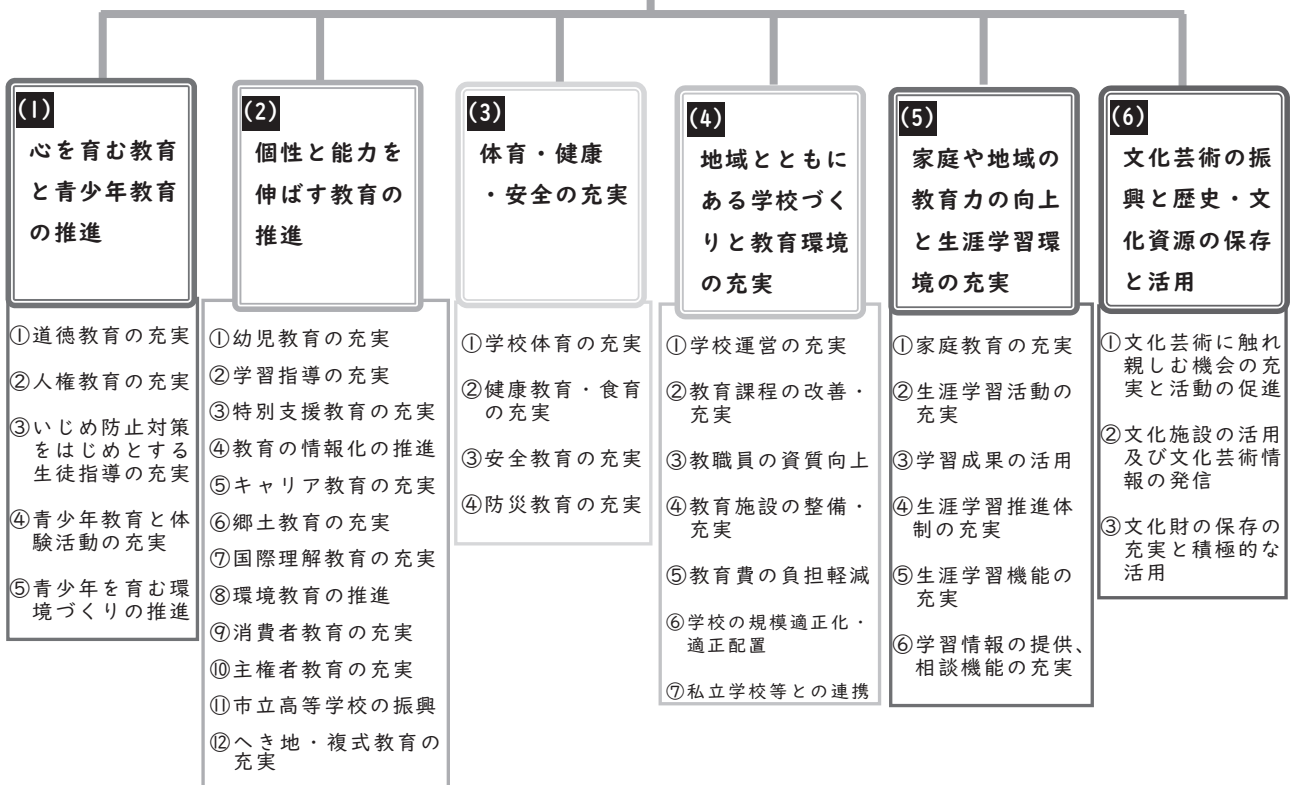 (1)
心を育む教育
と青少年教育
の推進
①道徳教育の充実
②人権教育の充実
③いじめ防止対策
をはじめとする
生徒指導の充実
④青少年教育と体
験活動の充実
⑤青少年を育む環
境づくりの推進
(2)
個性と能力を
伸ばす教育の
推進
①幼児教育の充実
②学習指導の充実
③特別支援教育の充実
④教育の情報化の推進
⑤キャリア教育の充実
⑥郷土教育の充実
⑦国際理解教育の充実
⑧環境教育の推進
⑨消費者教育の充実
⑩主権者教育の充実
⑪市立高等学校の振興
⑫へき地・複式教育の
充実
(3)
体育・健康
・安全の充実
①学校体育の充実
②健康教育・食育
の充実
③安全教育の充実
④防災教育の充実
(4)
地域とともに
ある学校づく
りと教育環境
の充実
①学校運営の充実
②教育課程の改善・
充実
③教職員の資質向上
④教育施設の整備・
充実
⑤教育費の負担軽減
⑥学校の規模適正化・
適正配置
⑦私立学校等との連携
(5)
家庭や地域の
教育力の向上
と生涯学習環
境の充実
①家庭教育の充実
②生涯学習活動の
充実
③学習成果の活用
④生涯学習推進体
制の充実
⑤生涯学習機能の
充実
⑥学習情報の提供、
相談機能の充実
(6)
文化芸術の振
興と歴史・文
化資源の保存
と活用
①文化芸術に触れ
親しむ機会の充
実と活動の促進
②文化施設の活用
及び文化芸術情
報の発信
③文化財の保存の
充実と積極的な
活用